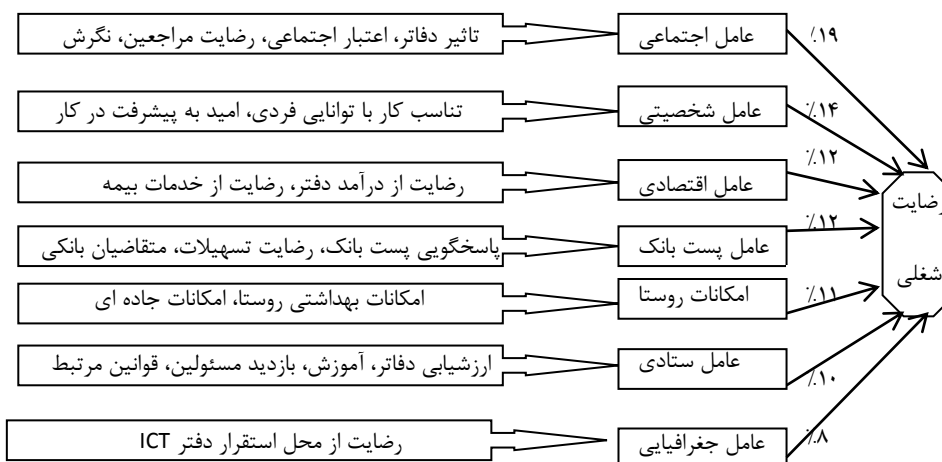 تاثیر دفاتر، اعتبار اجتماعی، رضایت مراجعین، نگرش
عامل اجتماعی
٪۱۹
تناسب کار با توانایی فردی، امید به پیشرفت در کار
عامل شخصیتی
٪۱۴
رضایت از درآمد دفتر، رضایت از خدمات بیمه
عامل اقتصادی
٪۱۲
پاسخگویی پست بانک، رضایت تسهیلات، متقاضیان بانکی
عامل پست بانک
٪۱۲
امکانات بهداشتی روستا، امکانات جاده ای
امکانات روستا
٪۱۱
ارزشیابی دفاتر، آموزش، بازدید مسئولین، قوانین مرتبط
عامل ستادی
٪۱۰
رضایت از محل استقرار دفتر ICT
عامل جغرافیایی
٪۸
رضایت
شغلی